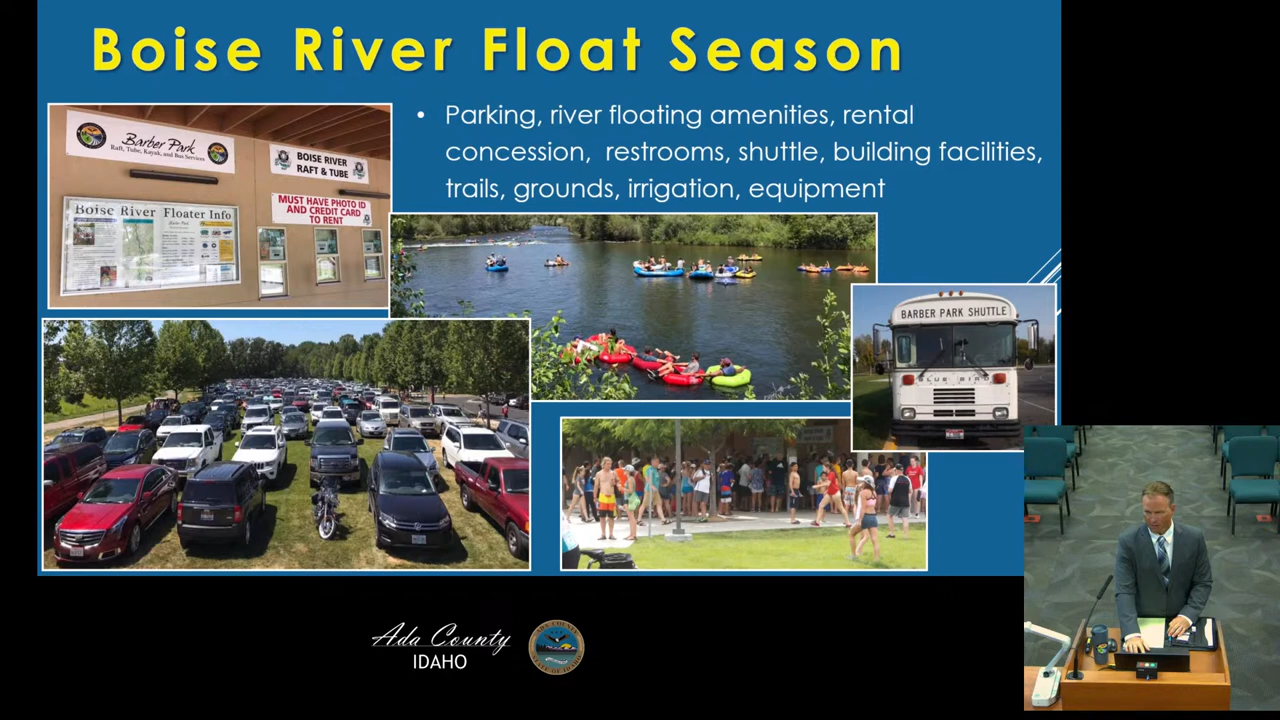 Boise River Float Season
• Parking, river floating amenities, rental
concession, restrooms, shuttle, building facilities,
trails, grounds, irrigation, equipment
Barber Park
Raft, Tube, Kayak, and Bus Services
BOISE RIVER
RAFT & TUBE
MUST HAVE PHOTO ID
AND CREDIT CARD
TO RENT
Boise River Floater Info
BARBER PARK SHUTTLE
BLUE BIRD
Ada County
IDAHO